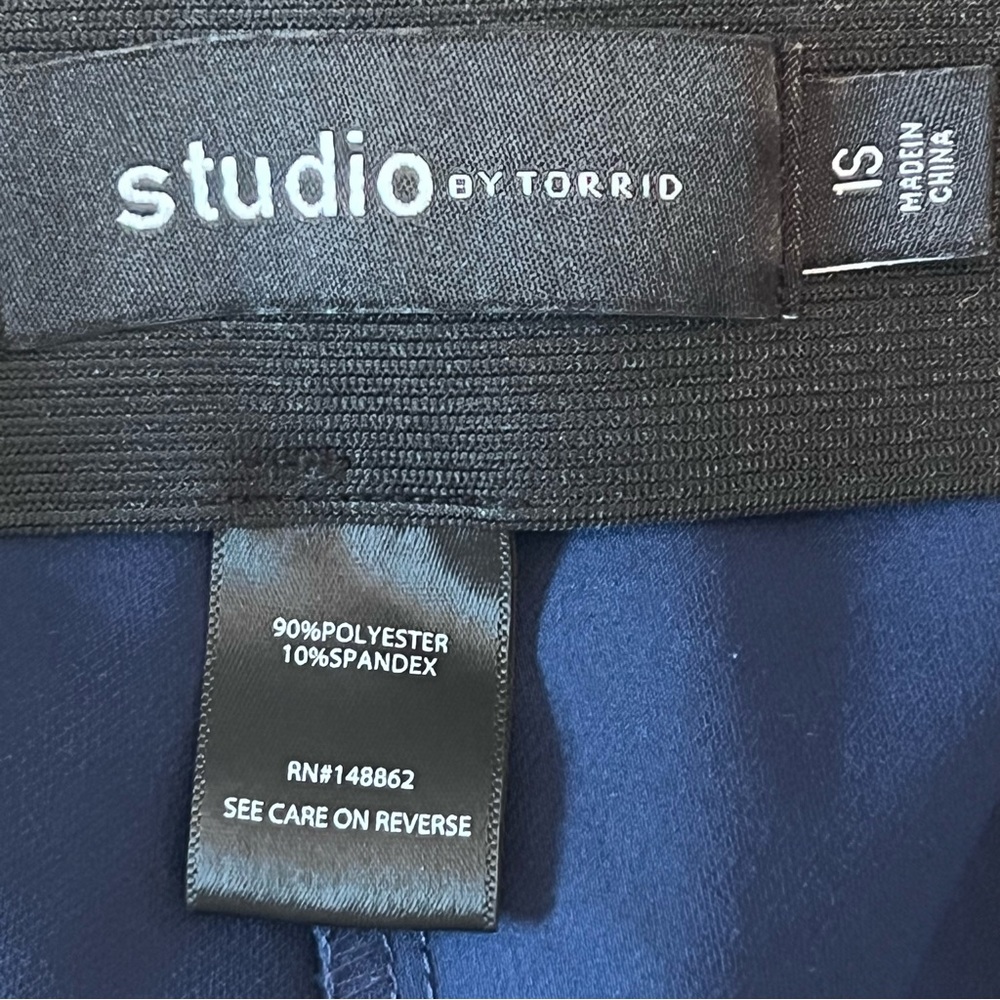 studio BY TORRID
1S
MADE IN
CHINA
90%POLYESTER
10%SPANDEX
RN#148862
SEE CARE ON REVERSE